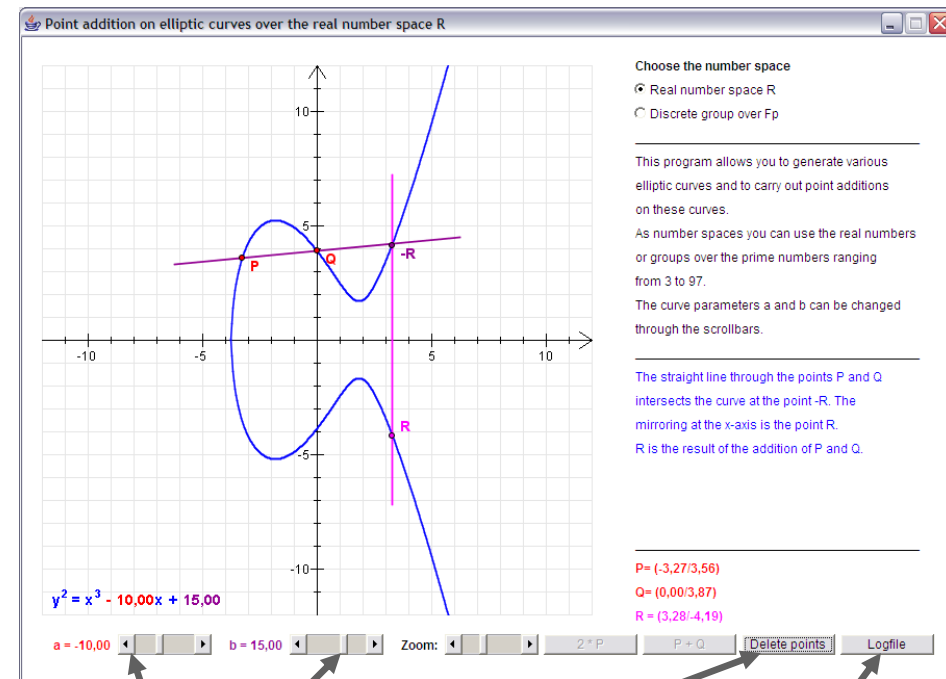 Point addition on elliptic curves over the real number space R
10
5
-10
-5
5
10
-5
-10
P
Q
-R
R
y² = x³ - 10,00x + 15,00
Choose the number space
Real number space R
Discrete group over Fp
This program allows you to generate various
elliptic curves and to carry out point additions
on these curves.
As number spaces you can use the real numbers
or groups over the prime numbers ranging
from 3 to 97.
The curve parameters a and b can be changed
through the scrollbars.
The straight line through the points P and Q
intersects the curve at the point -R. The
mirroring at the x-axis is the point R.
R is the result of the addition of P and Q.
P= (-3,27/3,56)
Q= (0,00/3,87)
R = (3,28/-4,19)
a = -10,00 b = 15,00 Zoom: 2 * P P + Q Delete points Logfile